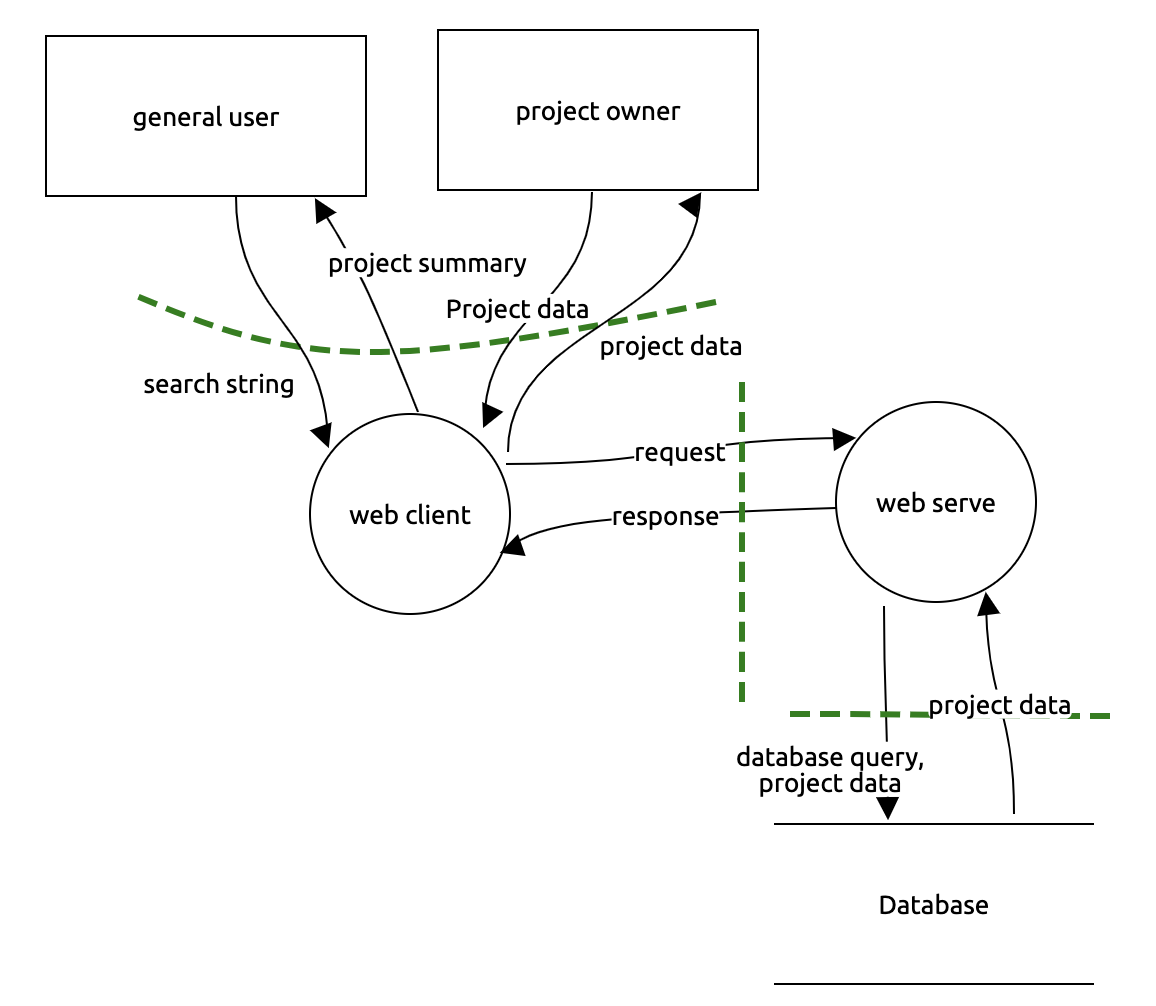 general user
project owner
project summary
Project data
project data
search string
request
web client
response
web serve
project data
database query,
project data
Database